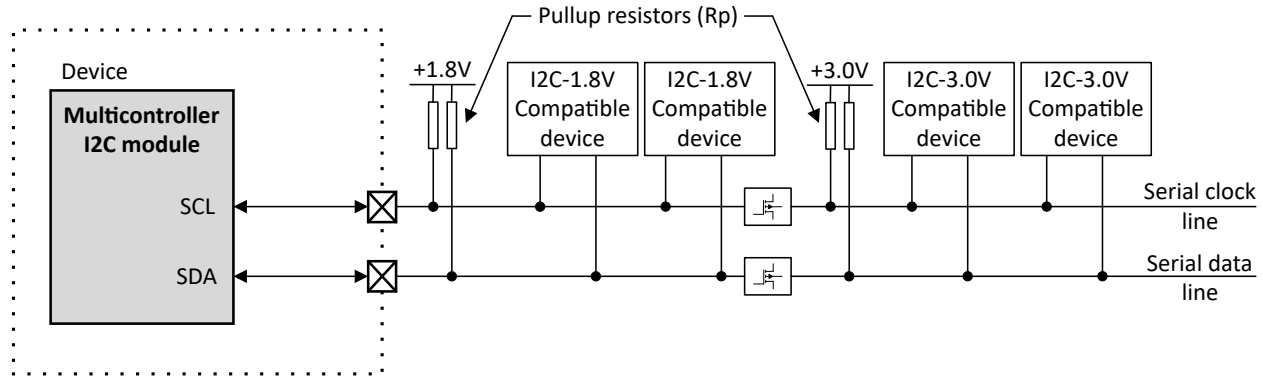 Pullup resistors (Rp)
Device
Multicontroller
I2C module
SCL
SDA
+1.8V
I2C-1.8V
Compatible
device
I2C-1.8V
Compatible
device
+3.0V
I2C-3.0V
Compatible
device
I2C-3.0V
Compatible
device
Serial clock
line
Serial data
line